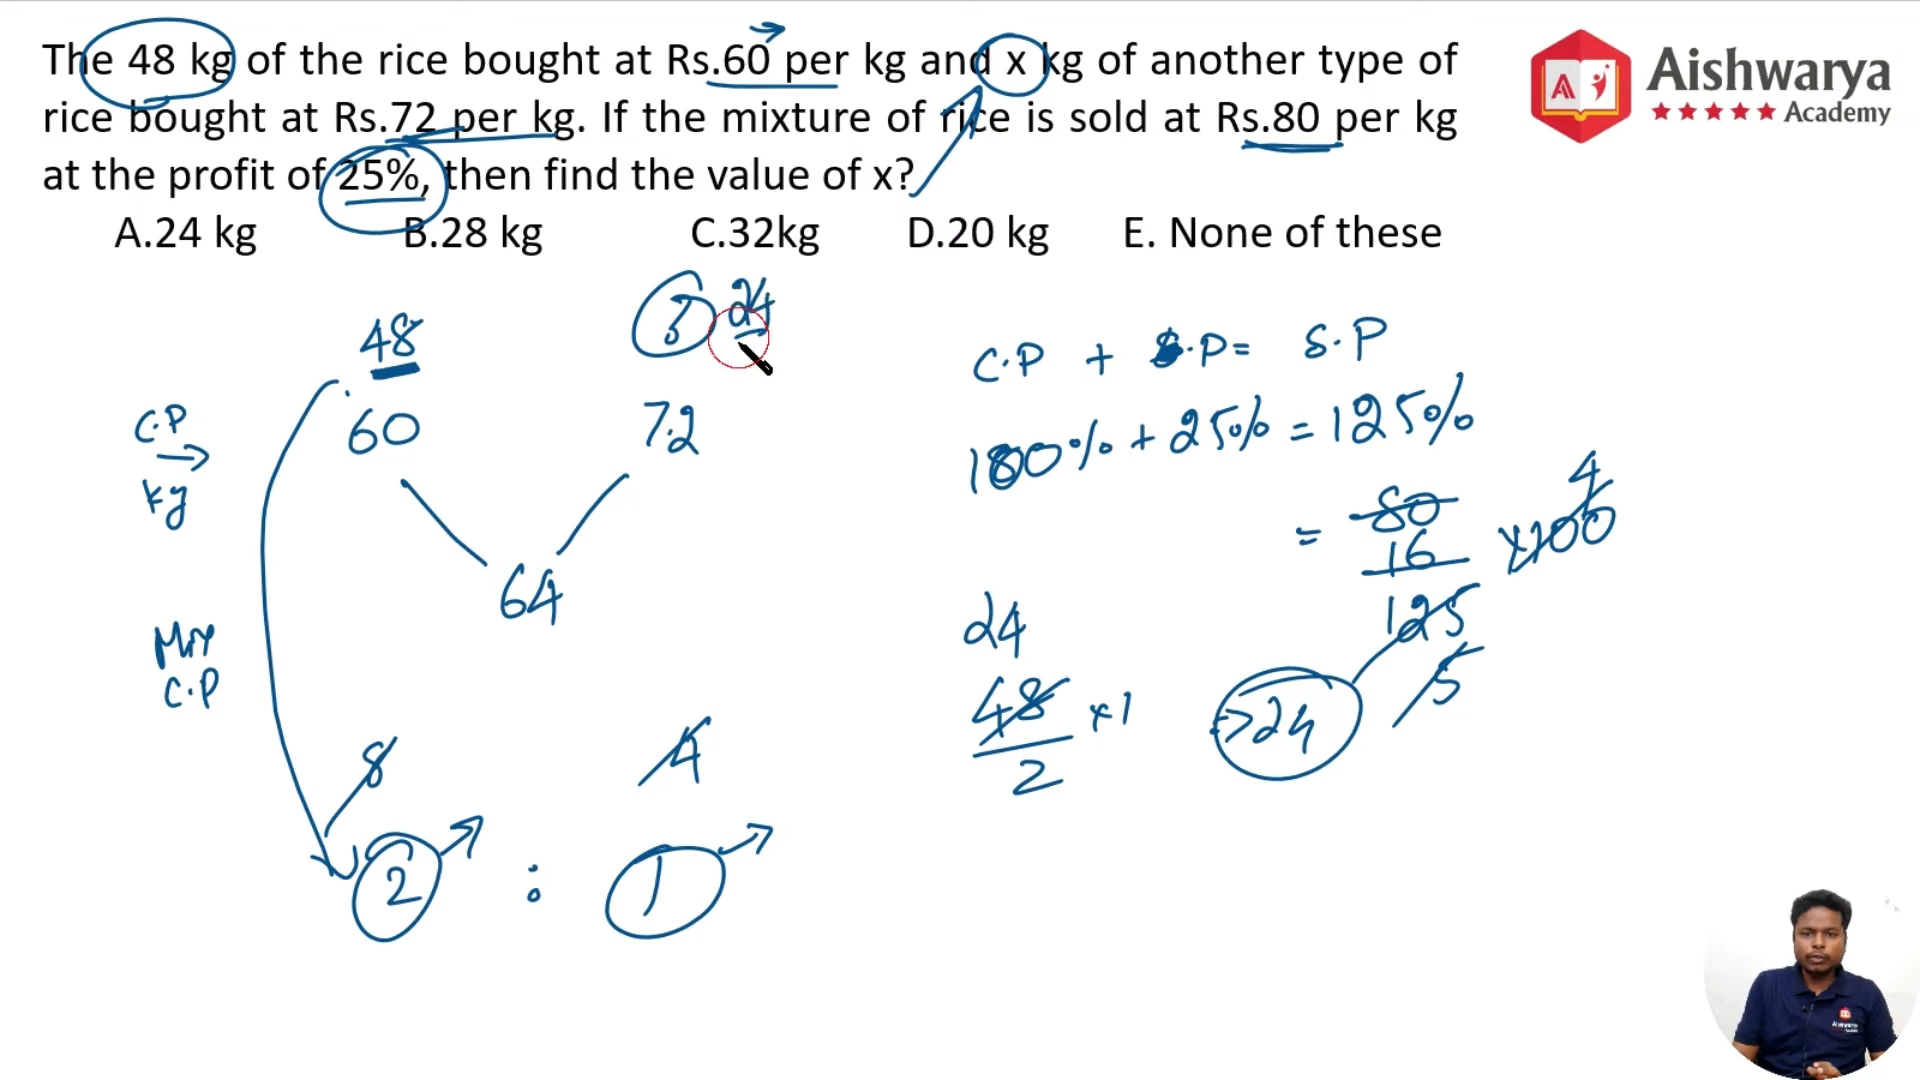 The 48 kg of the rice bought at Rs.60 per kg and x kg of another type of
rice bought at Rs.72 per kg. If the mixture of rice is sold at Rs.80 per kg
at the profit of 25%, then find the value of x?
A.24 kg B.28 kg C.32kg D.20 kg E. None of these
Aishwarya
Academy
48
? 24
C.P
kg
60 72
64
Mix
C.P
8 4
2 : 1
C.P + P = S.P
100% + 25% = 125%
= 80 ×100 4
16
125
5
24
48 ×1
2
24